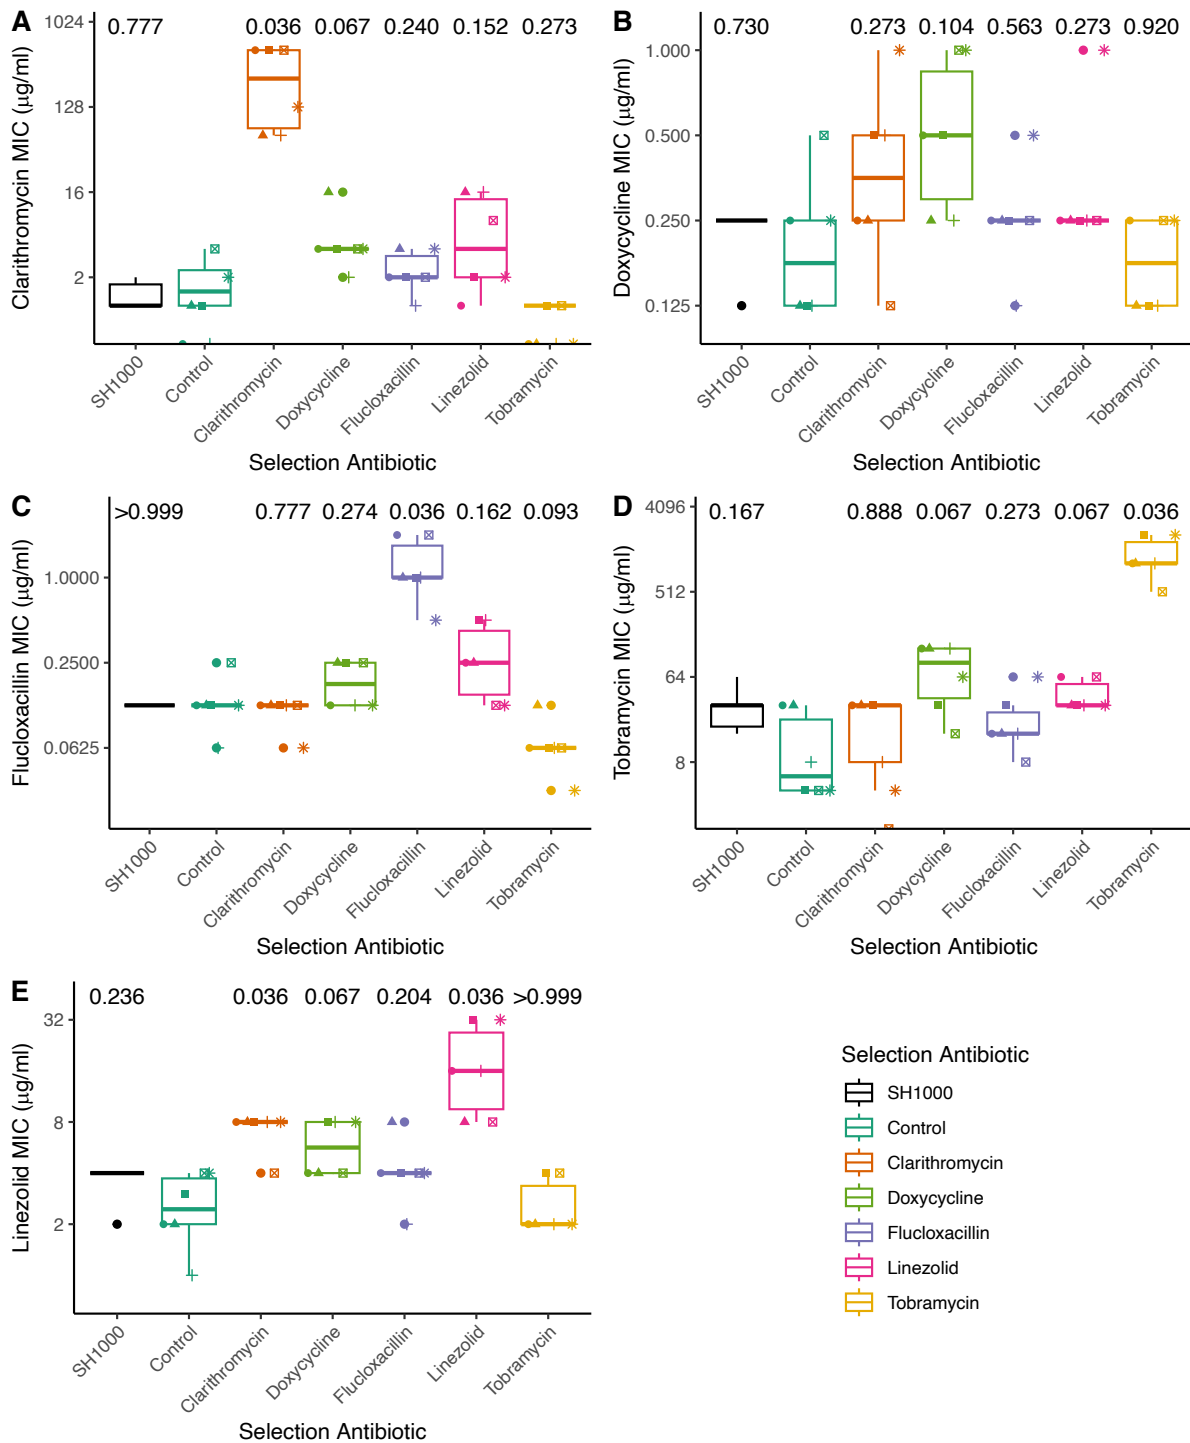 A
0.777 0.036 0.067 0.240 0.152 0.273
1024
128
16
2
Clarithromycin MIC (μg/ml)
SH1000
Control
Clarithromycin
Doxycycline
Flucloxacillin
Linezolid
Tobramycin
Selection Antibiotic
B
0.730 0.273 0.104 0.563 0.273 0.920
1.000
0.500
0.250
0.125
Doxycycline MIC (μg/ml)
SH1000
Control
Clarithromycin
Doxycycline
Flucloxacillin
Linezolid
Tobramycin
Selection Antibiotic
C
>0.999 0.777 0.274 0.036 0.162 0.093
1.0000
0.2500
0.0625
Flucloxacillin MIC (μg/ml)
SH1000
Control
Clarithromycin
Doxycycline
Flucloxacillin
Linezolid
Tobramycin
Selection Antibiotic
D
0.167 0.888 0.067 0.273 0.067 0.036
4096
512
64
8
Tobramycin MIC (μg/ml)
SH1000
Control
Clarithromycin
Doxycycline
Flucloxacillin
Linezolid
Tobramycin
Selection Antibiotic
E
0.236 0.036 0.067 0.204 0.036 >0.999
32
8
2
Linezolid MIC (μg/ml)
SH1000
Control
Clarithromycin
Doxycycline
Flucloxacillin
Linezolid
Tobramycin
Selection Antibiotic
Selection Antibiotic
SH1000
Control
Clarithromycin
Doxycycline
Flucloxacillin
Linezolid
Tobramycin